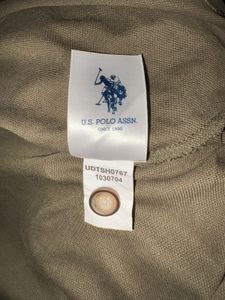 U.S. POLO ASSN.
SINCE 1890
UDTSH0767
1030704